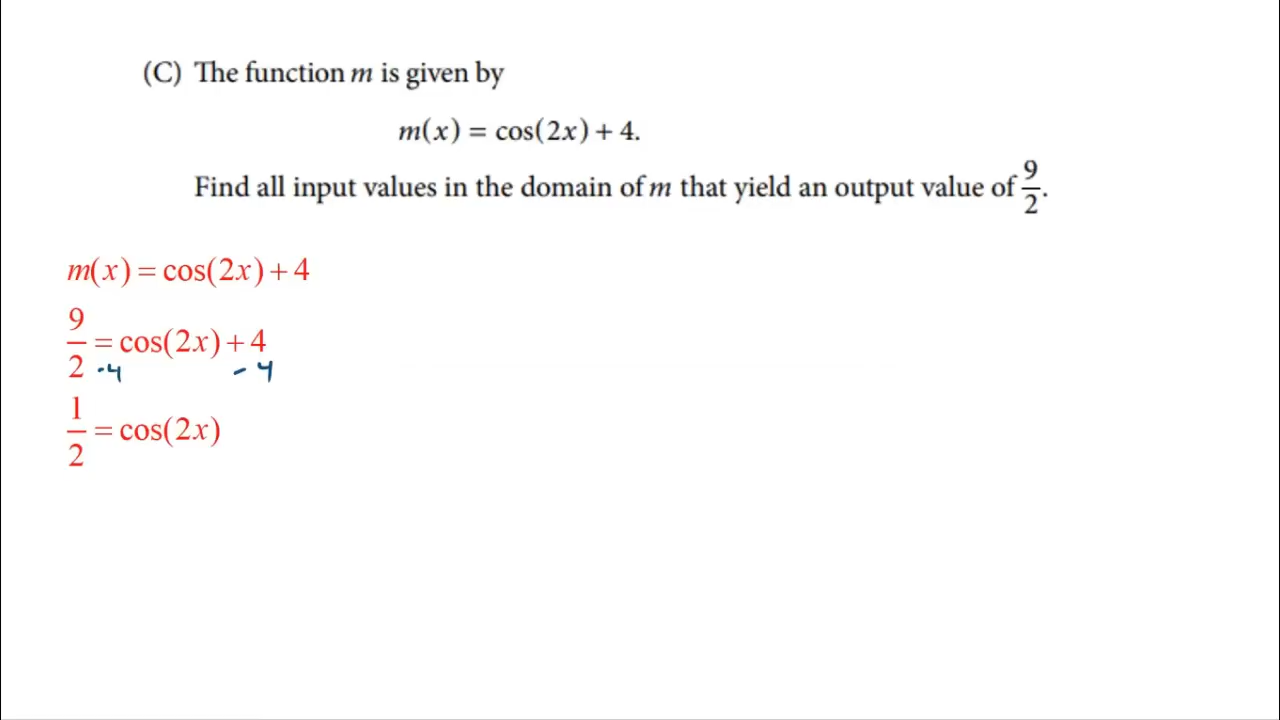 (C) The function m is given by
m(x) = cos(2x) + 4.
Find all input values in the domain of m that yield an output value of 9/2.
m(x) = cos(2x) + 4
9/2 = cos(2x) + 4
-4 -4
1/2 = cos(2x)